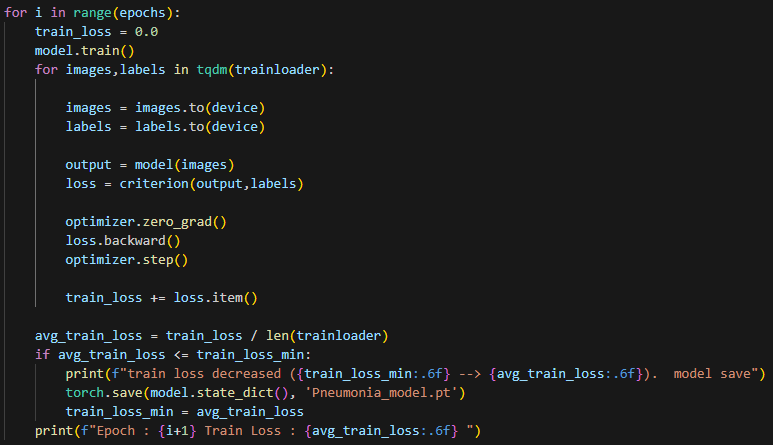 for i in range(epochs):
    train_loss = 0.0
    model.train()
    for images,labels in tqdm(trainloader):

        images = images.to(device)
        labels = labels.to(device)

        output = model(images)
        loss = criterion(output,labels)

        optimizer.zero_grad()
        loss.backward()
        optimizer.step()

        train_loss += loss.item()

    avg_train_loss = train_loss / len(trainloader)
    if avg_train_loss <= train_loss_min:
        print(f"train loss decreased ({train_loss_min:.6f} --> {avg_train_loss:.6f}).  model save")
        torch.save(model.state_dict(), 'Pneumonia_model.pt')
        train_loss_min = avg_train_loss
    print(f"Epoch : {i+1} Train Loss : {avg_train_loss:.6f} ")